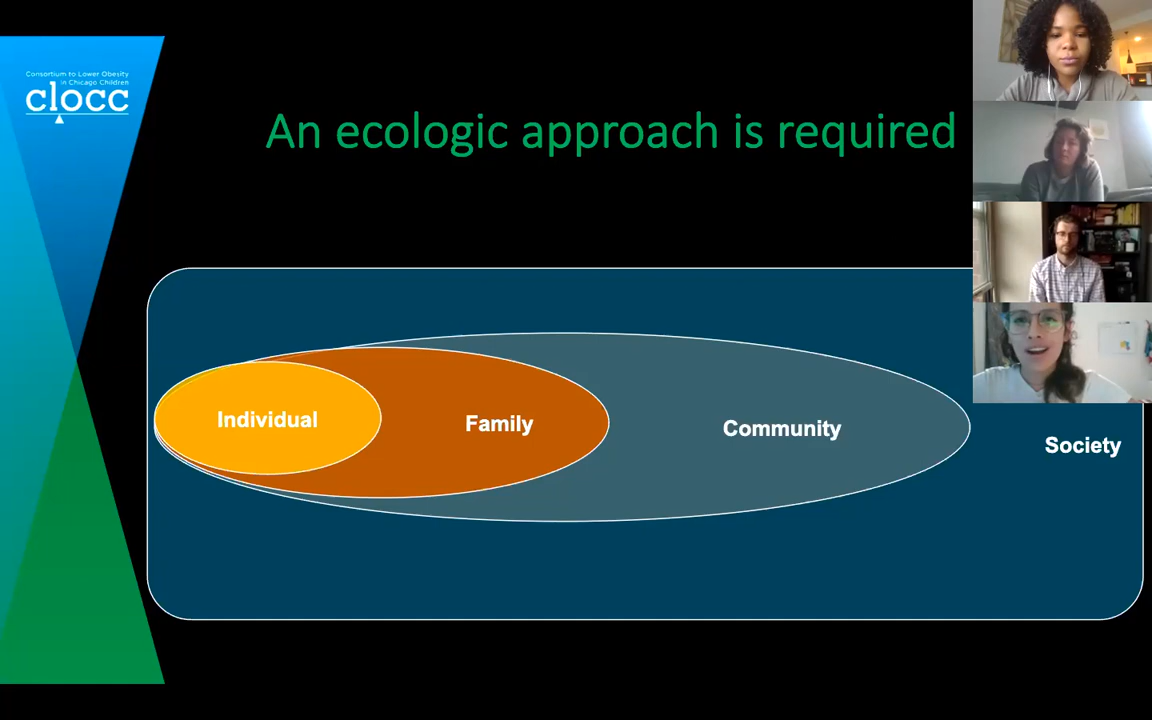 Consortium to Lower Obesity
in Chicago Children
clocc
An ecologic approach is required
Individual
Family
Community
Society